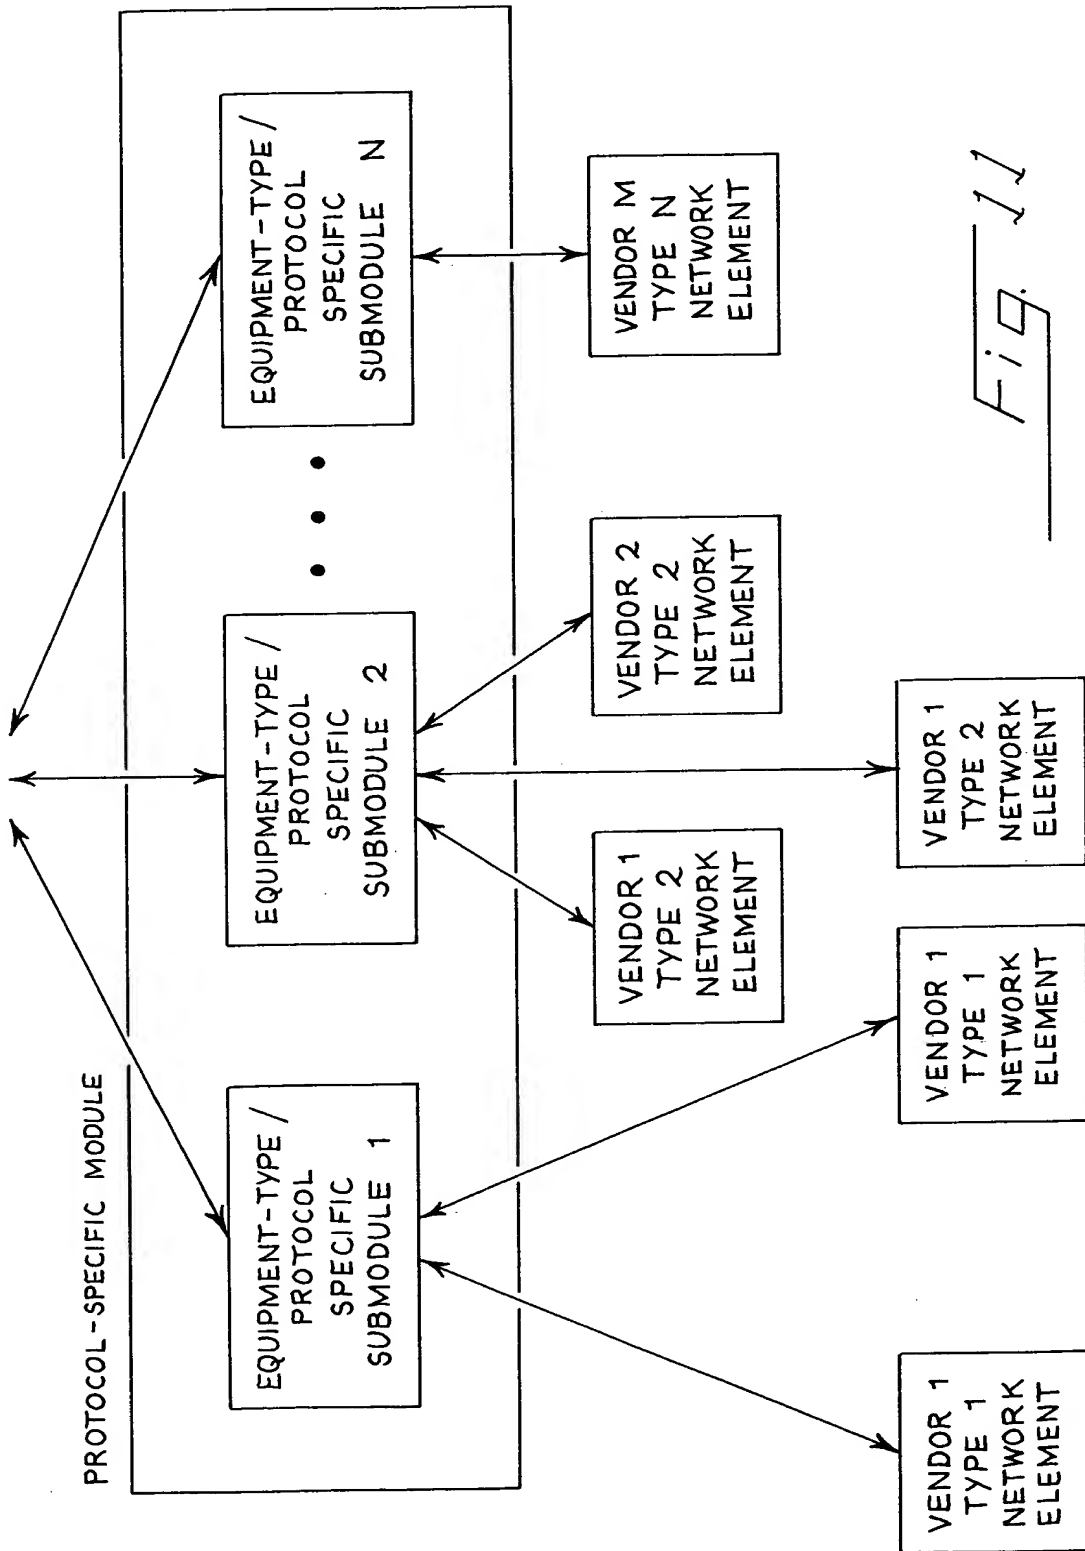 PROTOCOL-SPECIFIC MODULE
EQUIPMENT-TYPE/
PROTOCOL
SPECIFIC
SUBMODULE 1
EQUIPMENT-TYPE/
PROTOCOL
SPECIFIC
SUBMODULE 2
EQUIPMENT-TYPE/
PROTOCOL
SPECIFIC
SUBMODULE N
VENDOR 1
TYPE 2
NETWORK
ELEMENT
VENDOR 2
TYPE 2
NETWORK
ELEMENT
VENDOR M
TYPE N
NETWORK
ELEMENT
VENDOR 1
TYPE 1
NETWORK
ELEMENT
VENDOR 1
TYPE 1
NETWORK
ELEMENT
VENDOR 1
TYPE 2
NETWORK
ELEMENT
Fig. 11